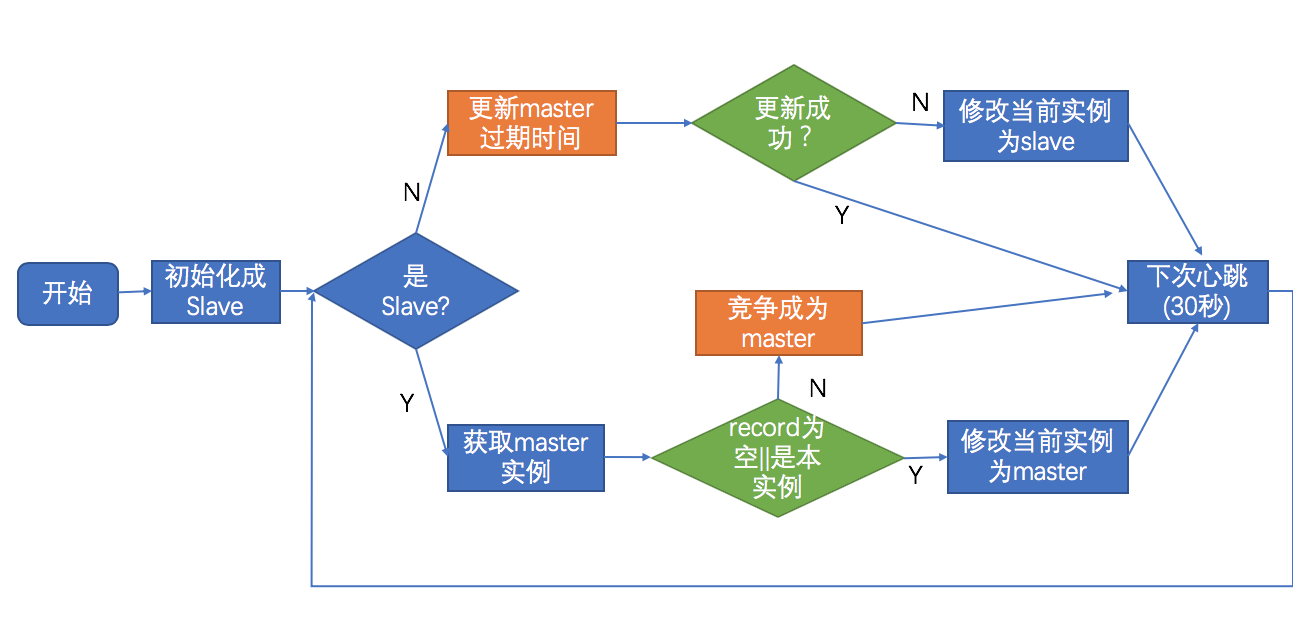 更新master
过期时间
更新成
功？
N
修改当前实例
为slave
N
Y
开始
初始化成
Slave
是
Slave?
下次心跳
(30秒)
竞争成为
master
N
Y
获取master
实例
record为
空||是本
实例
Y
修改当前实例
为master